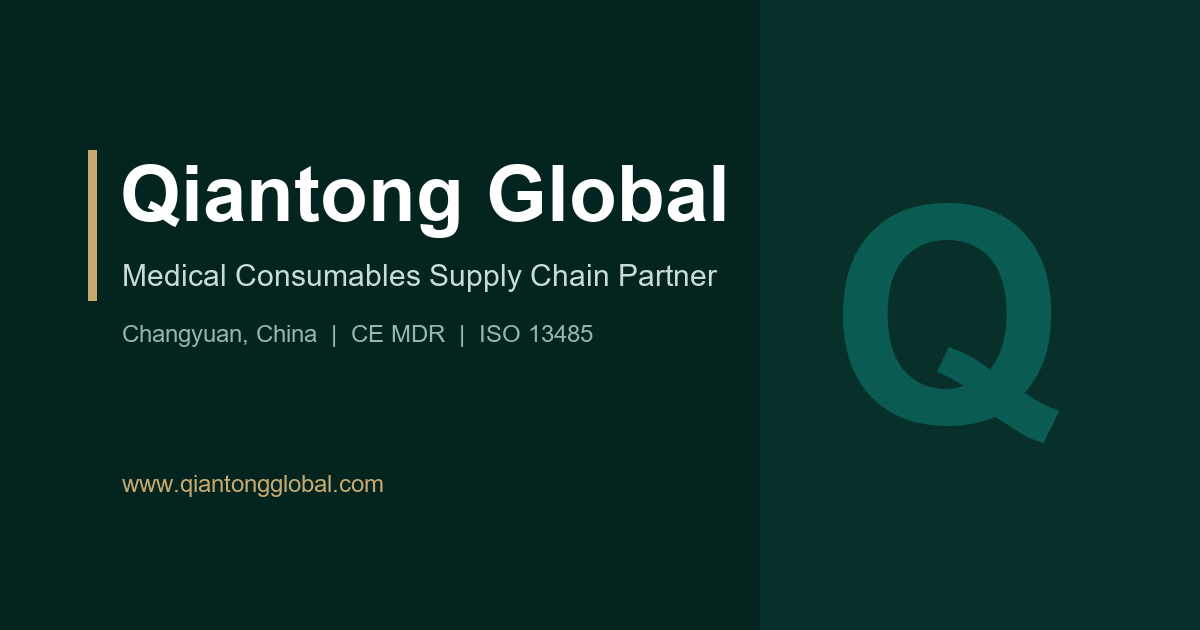 Qiantong Global
Medical Consumables Supply Chain Partner
Changyuan, China | CE MDR | ISO 13485
www.qiantongglobal.com
Q